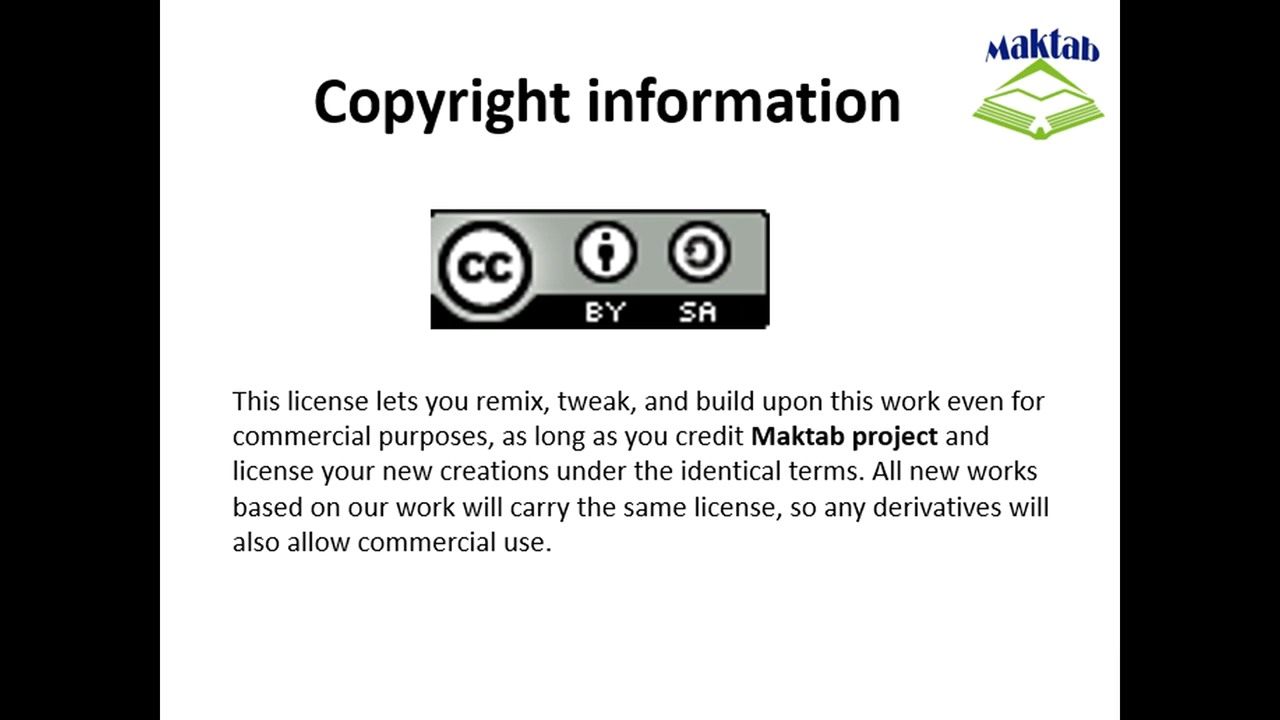 Maktab
Copyright information
CC
BY SA
This license lets you remix, tweak, and build upon this work even for
commercial purposes, as long as you credit Maktab project and
license your new creations under the identical terms. All new works
based on our work will carry the same license, so any derivatives will
also allow commercial use.